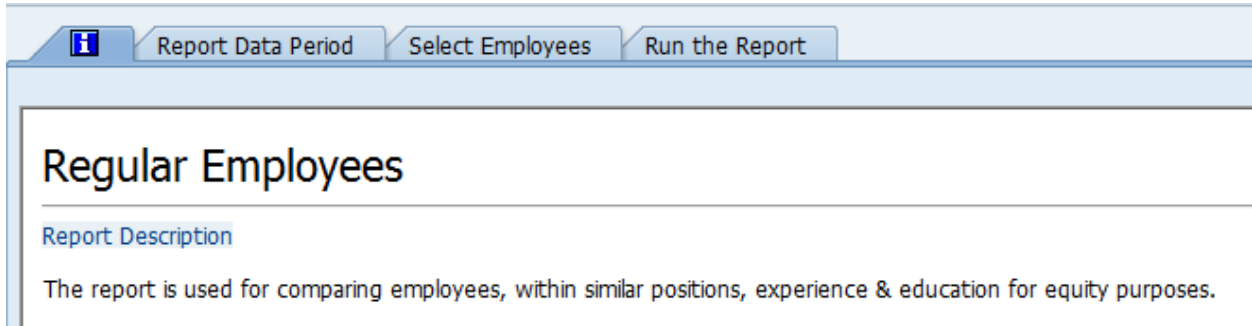 i Report Data Period Select Employees Run the Report
Regular Employees
Report Description
The report is used for comparing employees, within similar positions, experience & education for equity purposes.